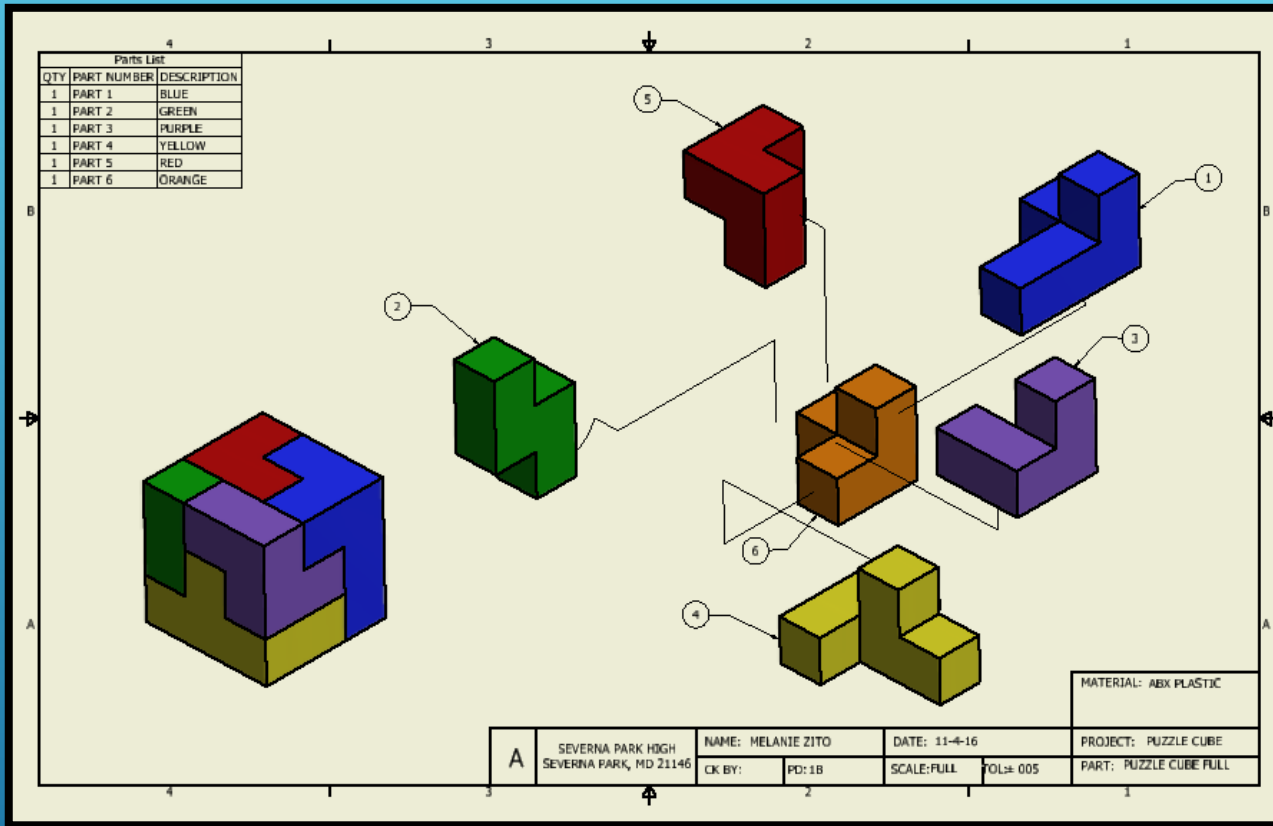 4 3 2 1
Parts List
QTY PART NUMBER DESCRIPTION
1 PART 1 BLUE
1 PART 2 GREEN
1 PART 3 PURPLE
1 PART 4 YELLOW
1 PART 5 RED
1 PART 6 ORANGE
5
1
B B
2
3
6
4
A A
MATERIAL: ABX PLASTIC
A
SEVERNA PARK HIGH
SEVERNA PARK, MD 21146
NAME: MELANIE ZITO
DATE: 11-4-16
PROJECT: PUZZLE CUBE
CK BY:
PD: 1B
SCALE:FULL
TOL:± 005
PART: PUZZLE CUBE FULL
4 3 2 1